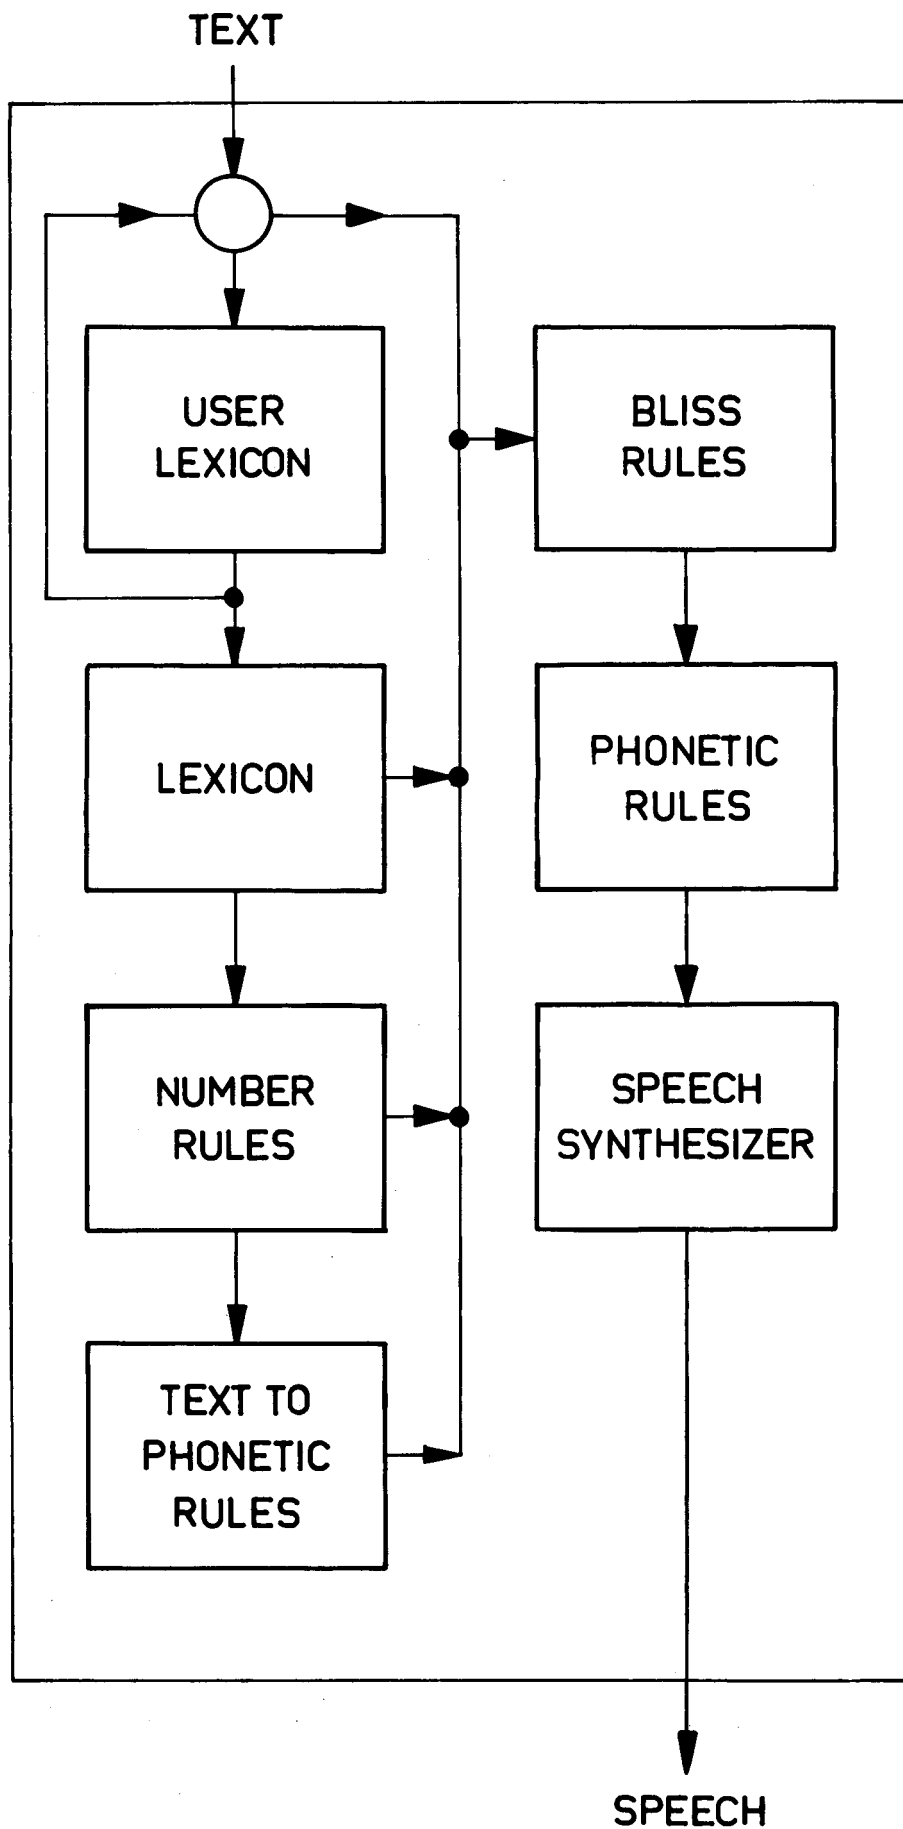 TEXT
USER
LEXICON
LEXICON
NUMBER
RULES
TEXT TO
PHONETIC
RULES
BLISS
RULES
PHONETIC
RULES
SPEECH
SYNTHESIZER
SPEECH